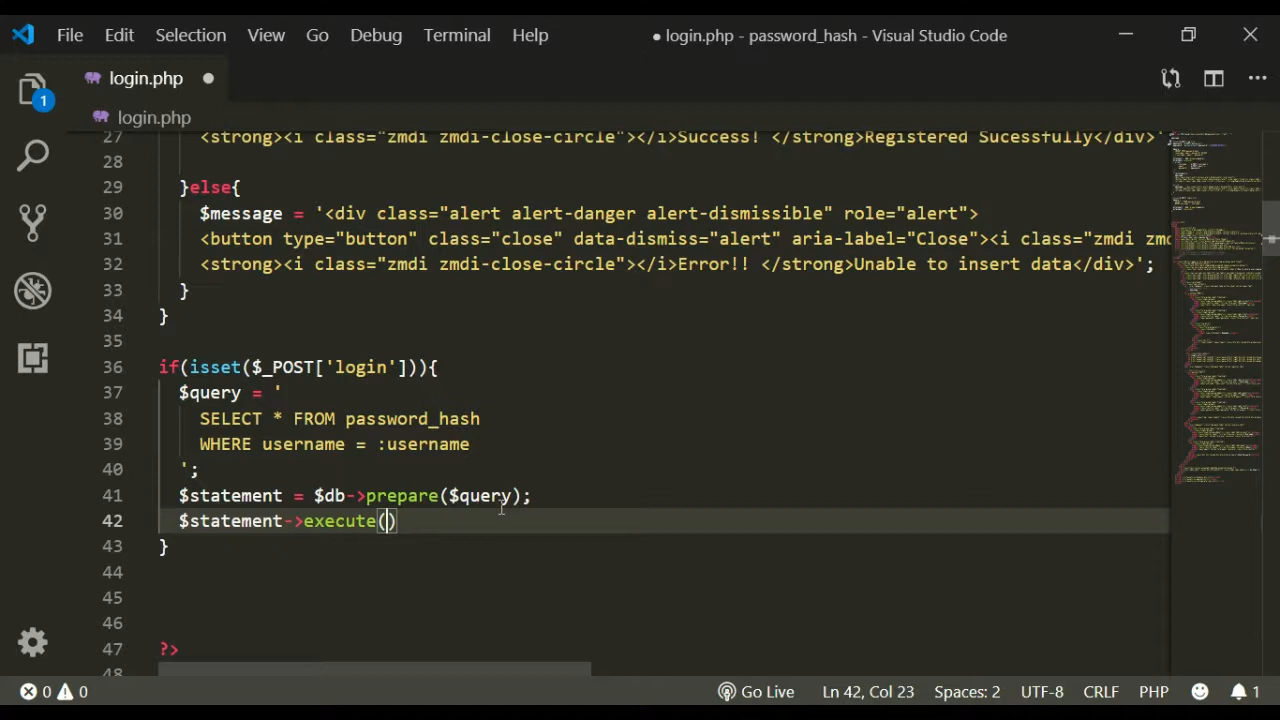 File Edit Selection View Go Debug Terminal Help ● login.php - password_hash - Visual Studio Code
login.php ●
1
login.php
27 <strong><i class="zmdi zmdi-close-circle"></i>Success! </strong>Registered Sucessfully</div>'
28
29 }else{
30 $message = '<div class="alert alert-danger alert-dismissible" role="alert">
31 <button type="button" class="close" data-dismiss="alert" aria-label="Close"><i class="zmdi zmd
32 <strong><i class="zmdi zmdi-close-circle"></i>Error!! </strong>Unable to insert data</div>';
33 }
34 }
35
36 if(isset($_POST['login'])){
37 $query = '
38 SELECT * FROM password_hash
39 WHERE username = :username
40 ';
41 $statement = $db->prepare($query);
42 $statement->execute()
43 }
44
45
46
47 ?>
48
0 0 Go Live Ln 42, Col 23 Spaces: 2 UTF-8 CRLF PHP 1